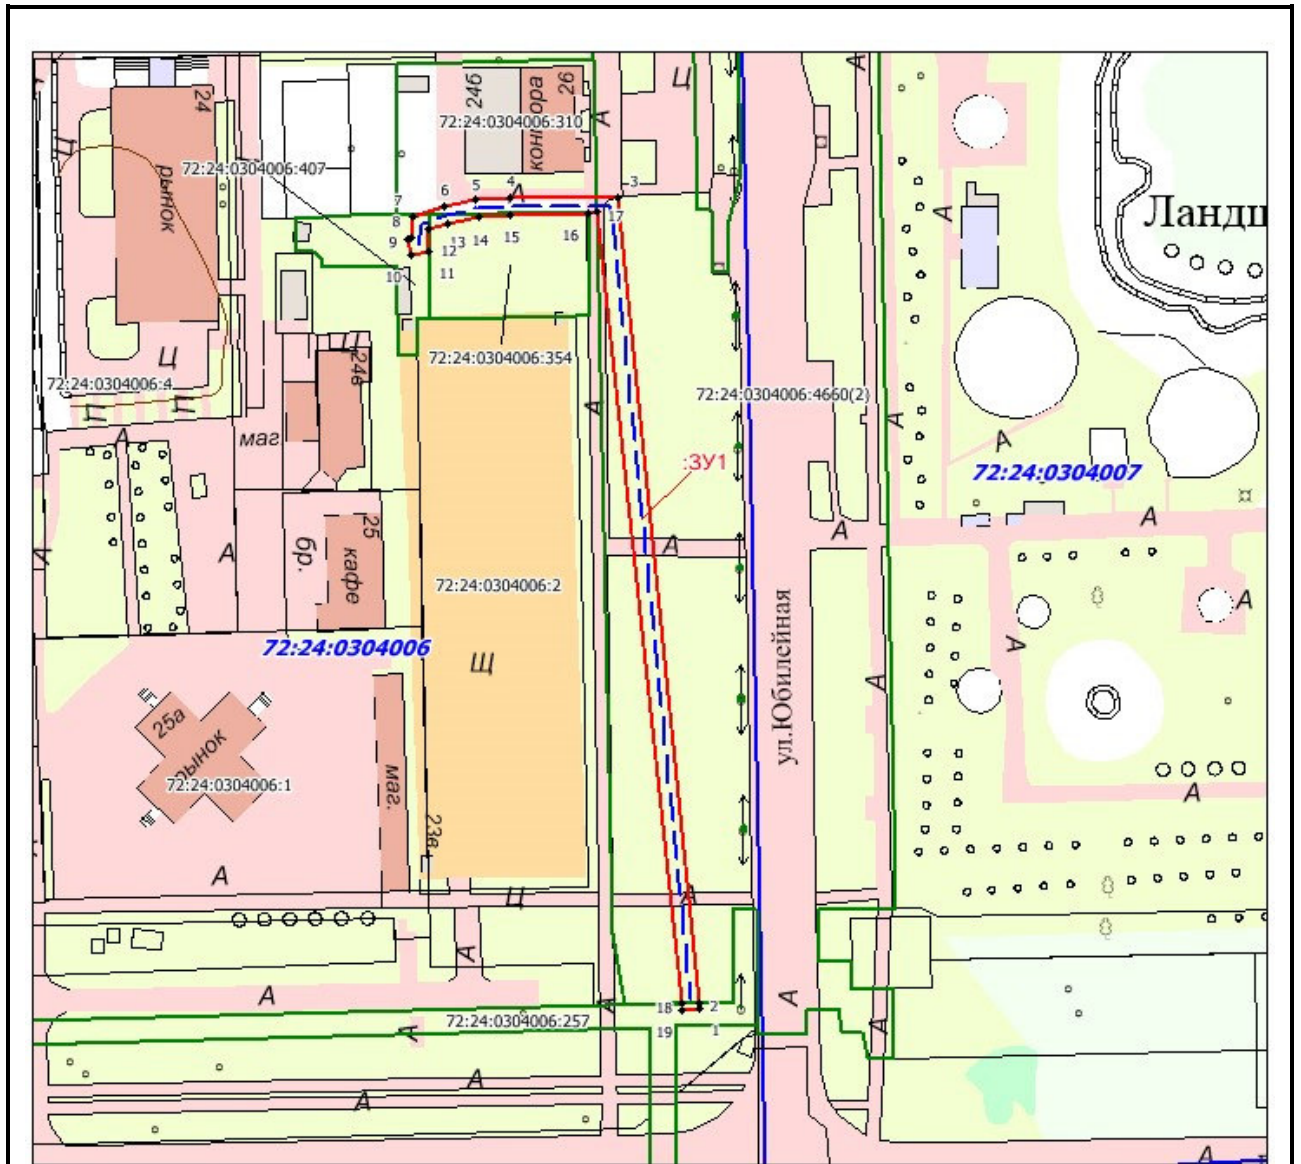 Ц
А
24
24б
26
контора
А
72:24:0304006:310
Ц
72:24:0304006:407
рынок
Ландш
А
А
3
4
5
6
7
8
9
10
11
12
13
14
15
16
17
72:24:0304006:354
Ц
24в
Ц
72:24:0304006:4
П
П
А
маг.
А
72:24:0304006:4660(2)
А
А
:ЗУ1
72:24:0304007
А
А
бр.
25
кафе
72:24:0304006:2
А
А
А
А
72:24:0304006
Щ
ул.Юбилейная
А
А
25а
рынок
72:24:0304006:1
маг.
23в
А
А
Ц
А
А
А
А
А
18
2
72:24:0304006:257
19
1
А
А
А
А
А